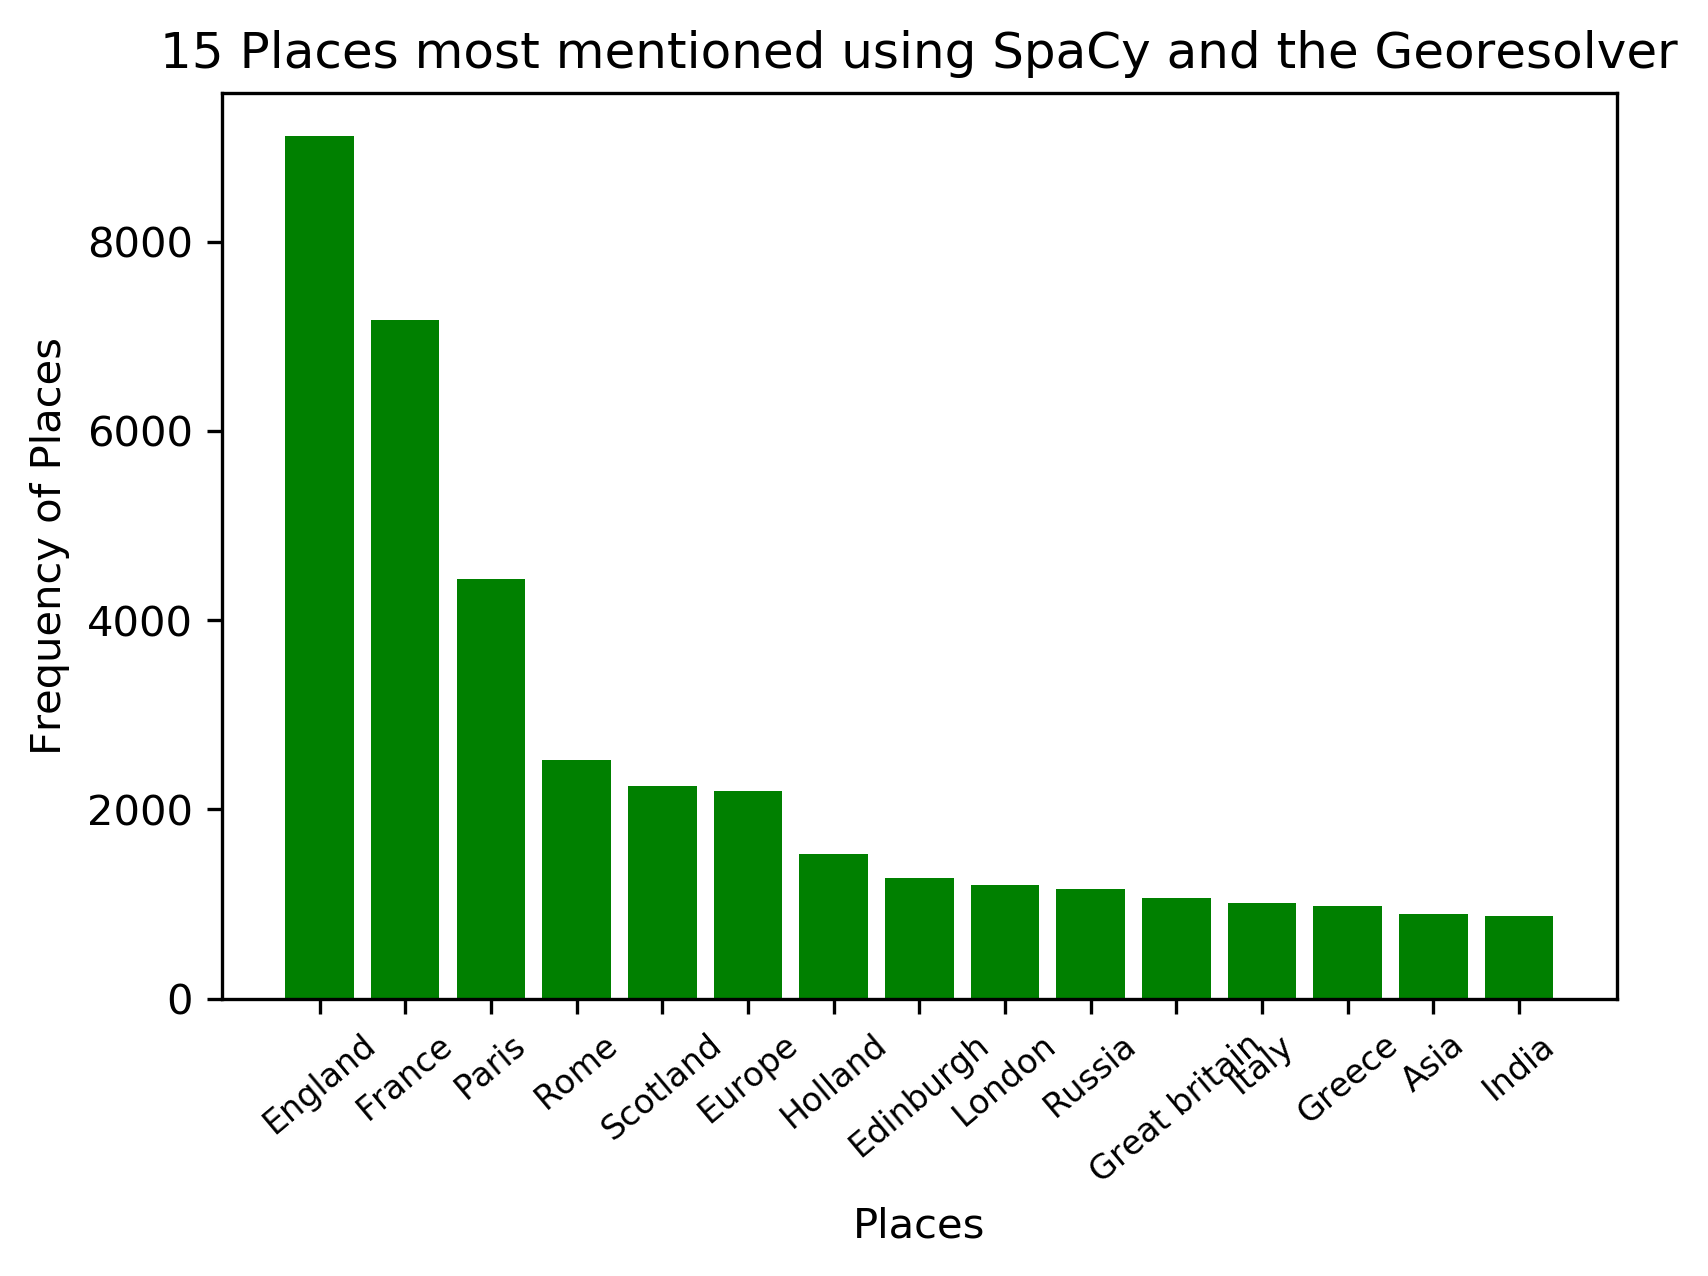 15 Places most mentioned using SpaCy and the Georesolver
Frequency of Places
8000
6000
4000
2000
0
England
France
Paris
Rome
Scotland
Europe
Holland
Edinburgh
London
Russia
Great britain
Italy
Greece
Asia
India
Places